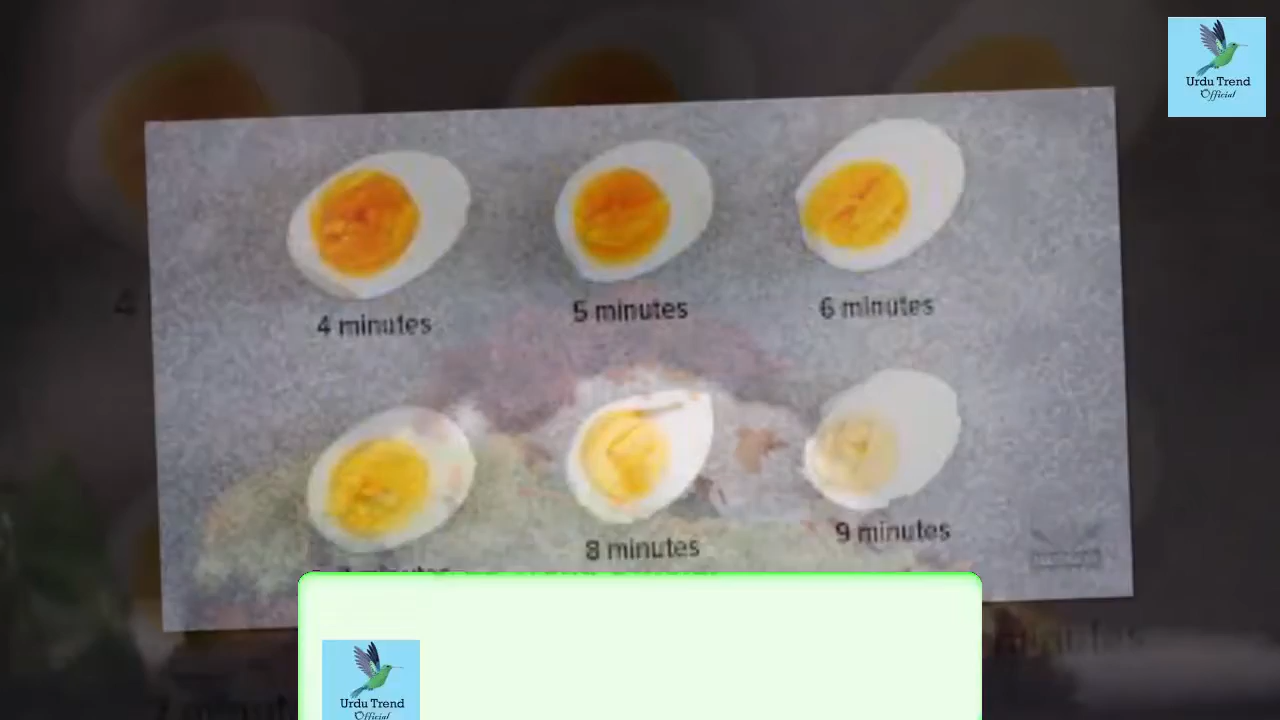 Urdu Trend
Official
4 minutes
5 minutes
6 minutes
8 minutes
9 minutes
Urdu Trend
Official